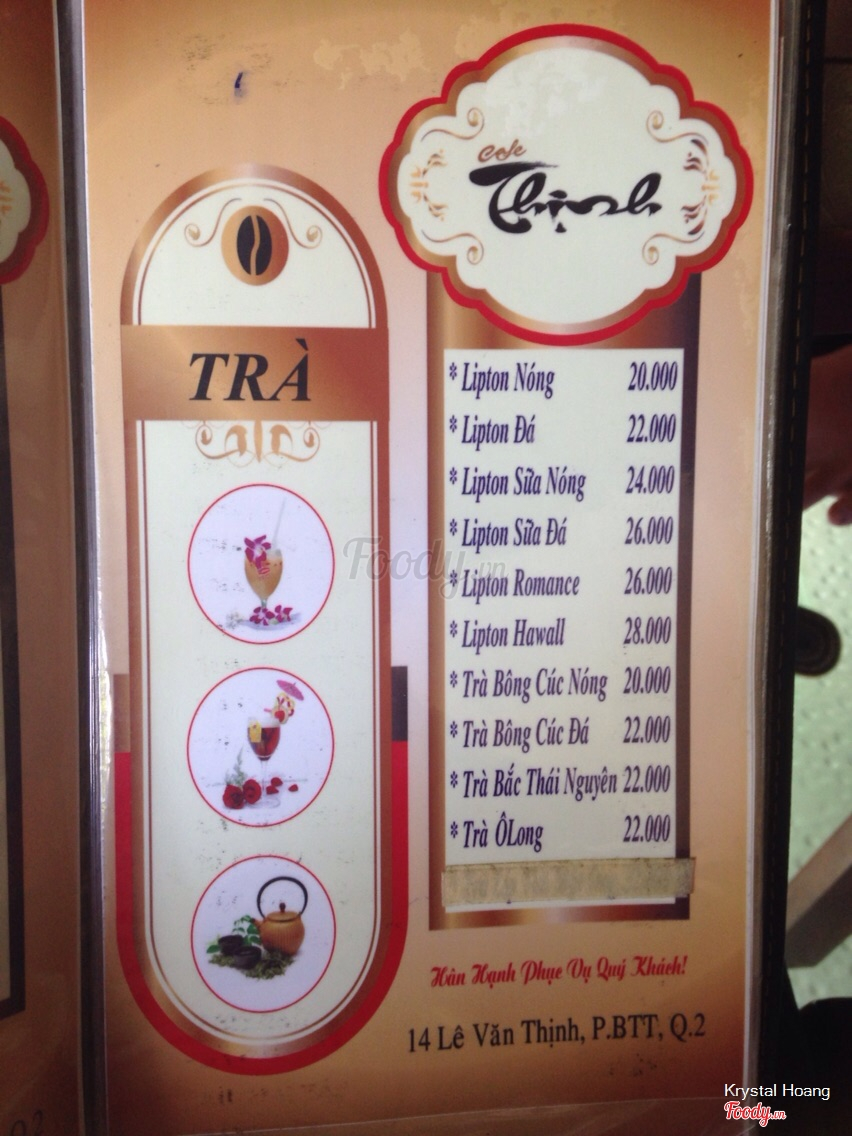 Cafe
Thịnh
TRÀ
* Lipton Nóng 20.000
* Lipton Đá 22.000
* Lipton Sữa Nóng 24.000
* Lipton Sữa Đá 26.000
* Lipton Romance 26.000
* Lipton Hawall 28.000
* Trà Bông Cúc Nóng 20.000
* Trà Bông Cúc Đá 22.000
* Trà Bắc Thái Nguyên 22.000
* Trà ÔLong 22.000
Foody.vn
Hân Hạnh Phục Vụ Quý Khách!
14 Lê Văn Thịnh, P.BTT, Q.2
Krystal Hoang
Foody.vn